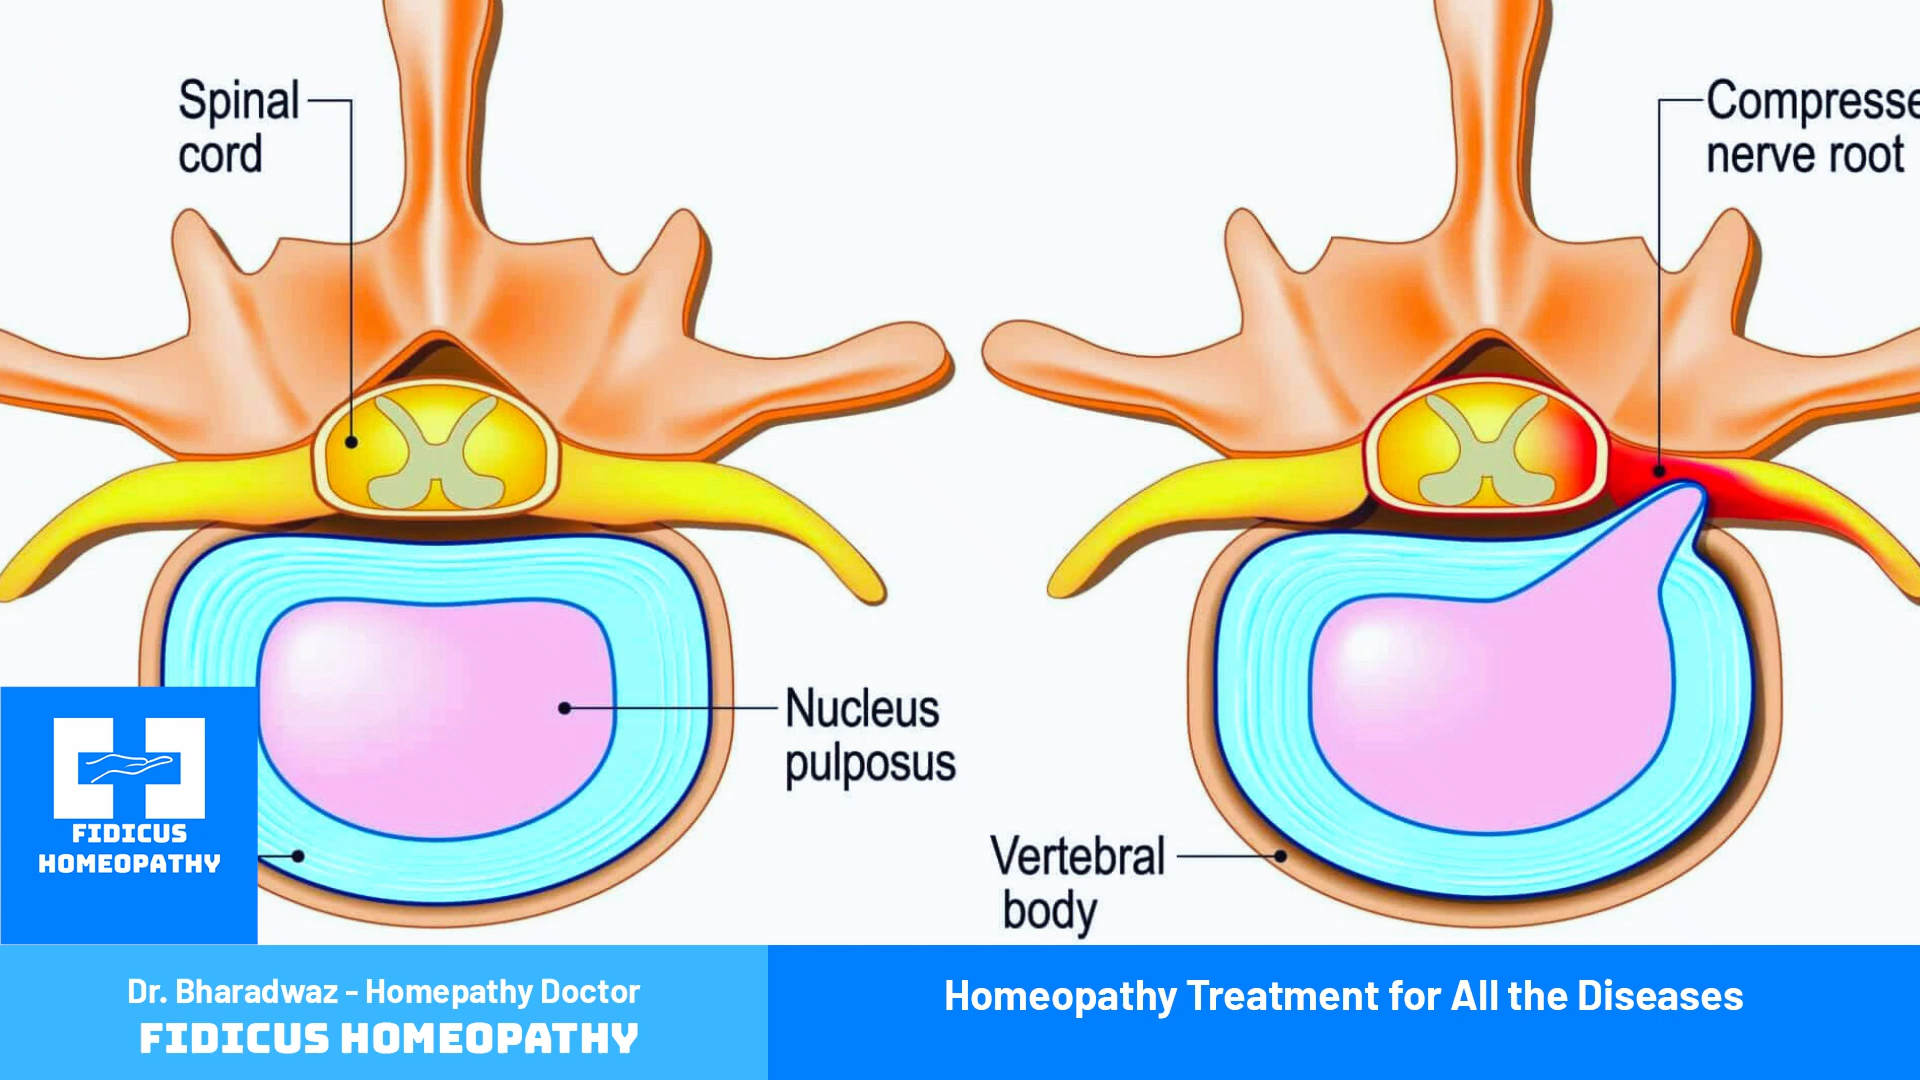 Spinal
cord
Compresse
nerve root
Nucleus
pulposus
Vertebral
body
FIDICUS
HOMEOPATHY
Dr. Bharadwaz - Homepathy Doctor
FIDICUS HOMEOPATHY
Homeopathy Treatment for All the Diseases